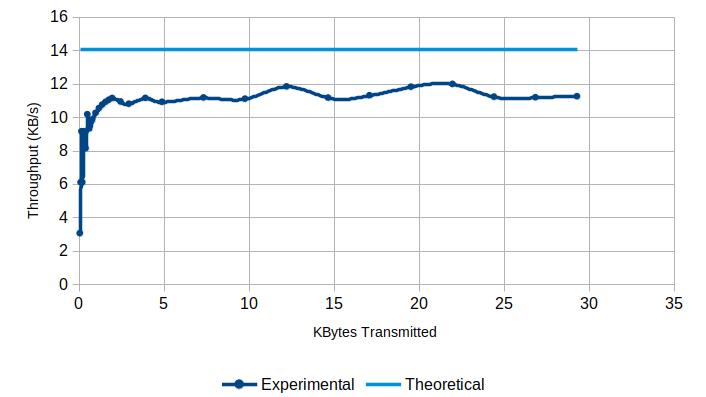 16
14
12
10
8
6
4
2
0
Throughput (KB/s)
0 5 10 15 20 25 30 35
KBytes Transmitted
Experimental Theoretical